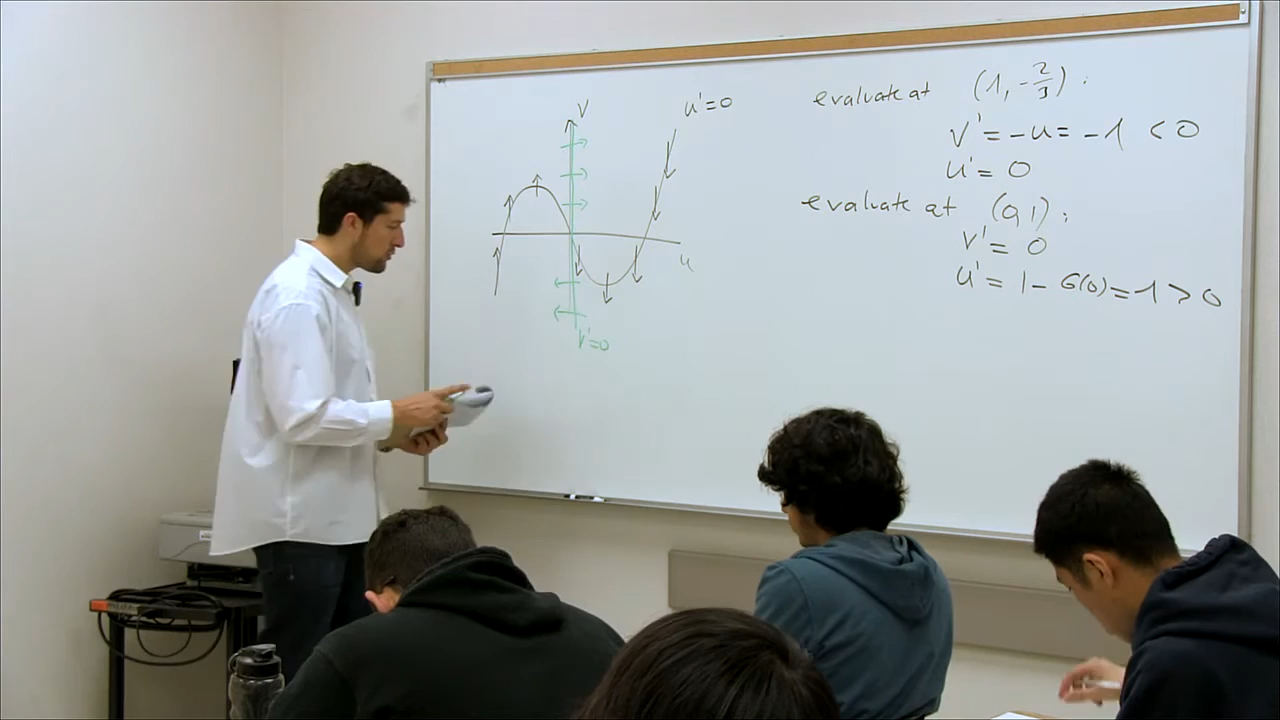 V
u'=0
u
V'=0
evaluate at (1, -2/3) :
V' = -u = -1 < 0
u' = 0
evaluate at (0,1) :
V' = 0
u' = 1 - G(0) = 1 > 0